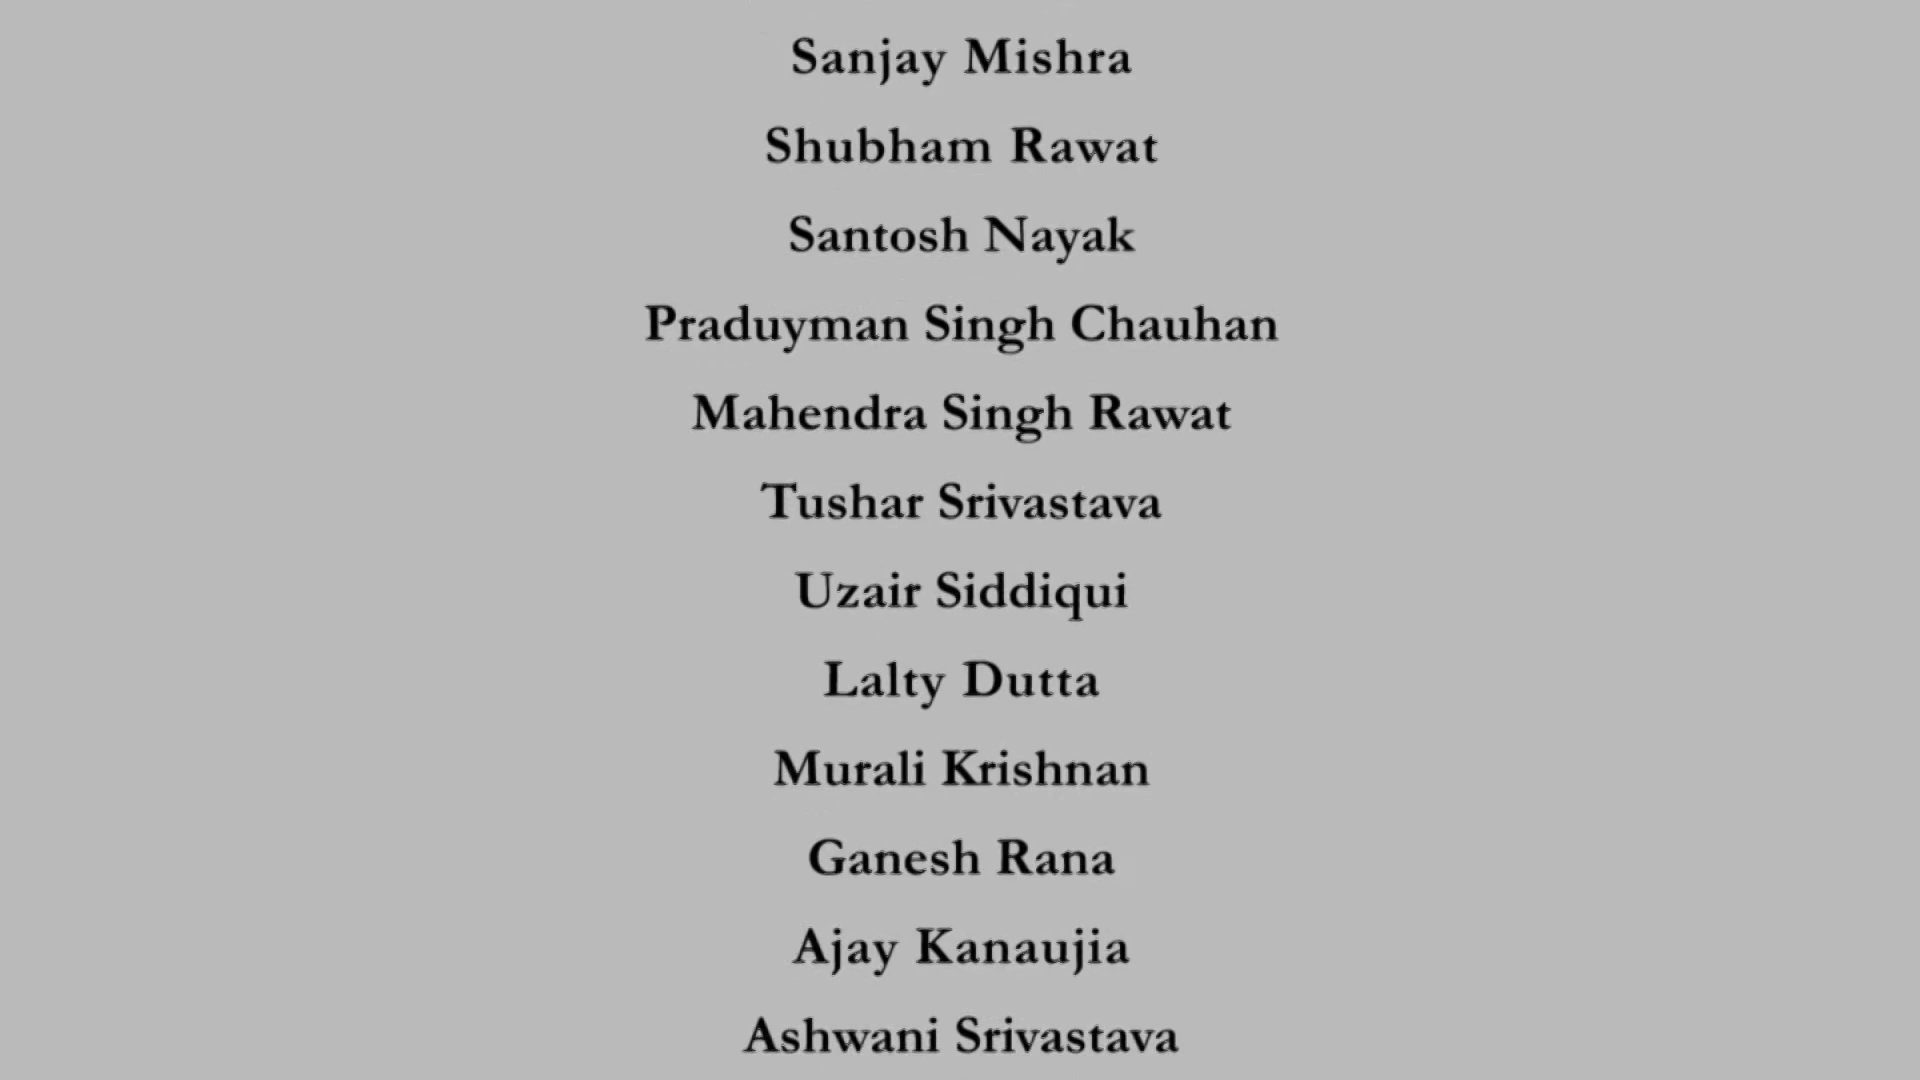 Sanjay Mishra
Shubham Rawat
Santosh Nayak
Praduyman Singh Chauhan
Mahendra Singh Rawat
Tushar Srivastava
Uzair Siddiqui
Lalty Dutta
Murali Krishnan
Ganesh Rana
Ajay Kanaujia
Ashwani Srivastava